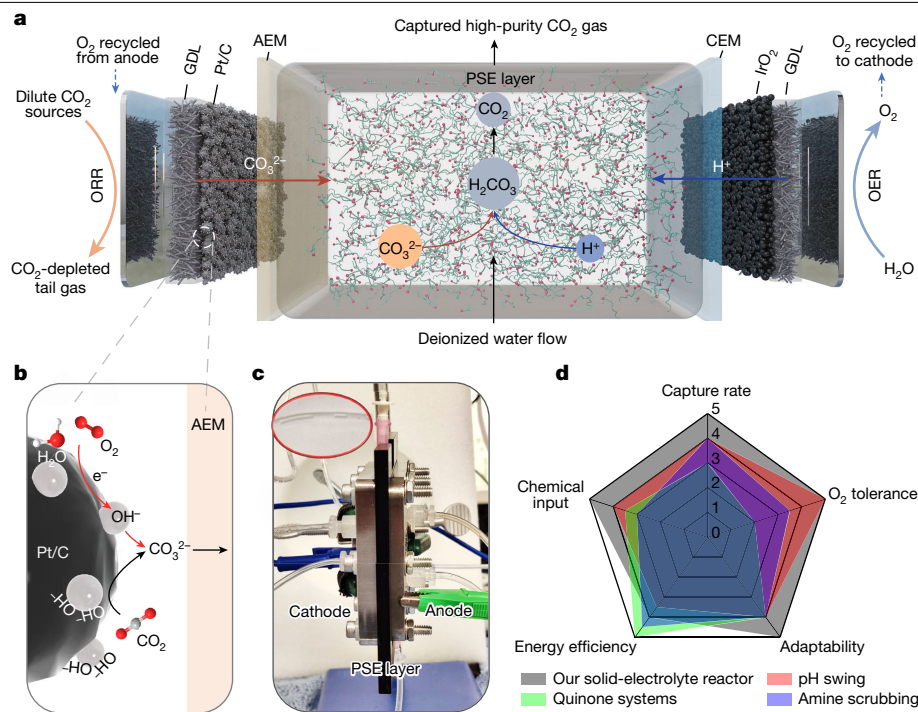 a
Captured high-purity CO₂ gas
O₂ recycled
from anode
GDL
Pt/C
AEM
PSE layer
CEM
IrO₂
GDL
O₂ recycled
to cathode
Dilute CO₂
sources
ORR
CO₂-depleted
tail gas
CO₃²⁻
CO₂
H₂CO₃
CO₃²⁻
H⁺
H⁺
O₂
OER
H₂O
Deionized water flow
b
AEM
H₂O
O₂
e⁻
OH⁻
Pt/C
CO₃²⁻
⁻HO
⁻HO
CO₂
⁻HO
⁻HO
c
Cathode
Anode
PSE layer
d
Capture rate
5
4
3
2
1
0
Chemical
input
O₂ tolerance
Energy efficiency
Adaptability
Our solid-electrolyte reactor
pH swing
Quinone systems
Amine scrubbing